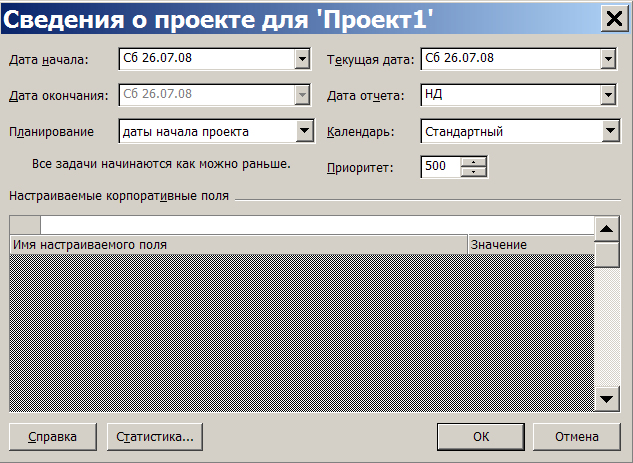 Сведения о проекте для 'Проект1'
Дата начала: Сб 26.07.08 Текущая дата: Сб 26.07.08
Дата окончания: Сб 26.07.08 Дата отчета: НД
Планирование даты начала проекта Календарь: Стандартный
Все задачи начинаются как можно раньше. Приоритет: 500
Настраиваемые корпоративные поля
Имя настраиваемого поля Значение
Справка Статистика... ОК Отмена